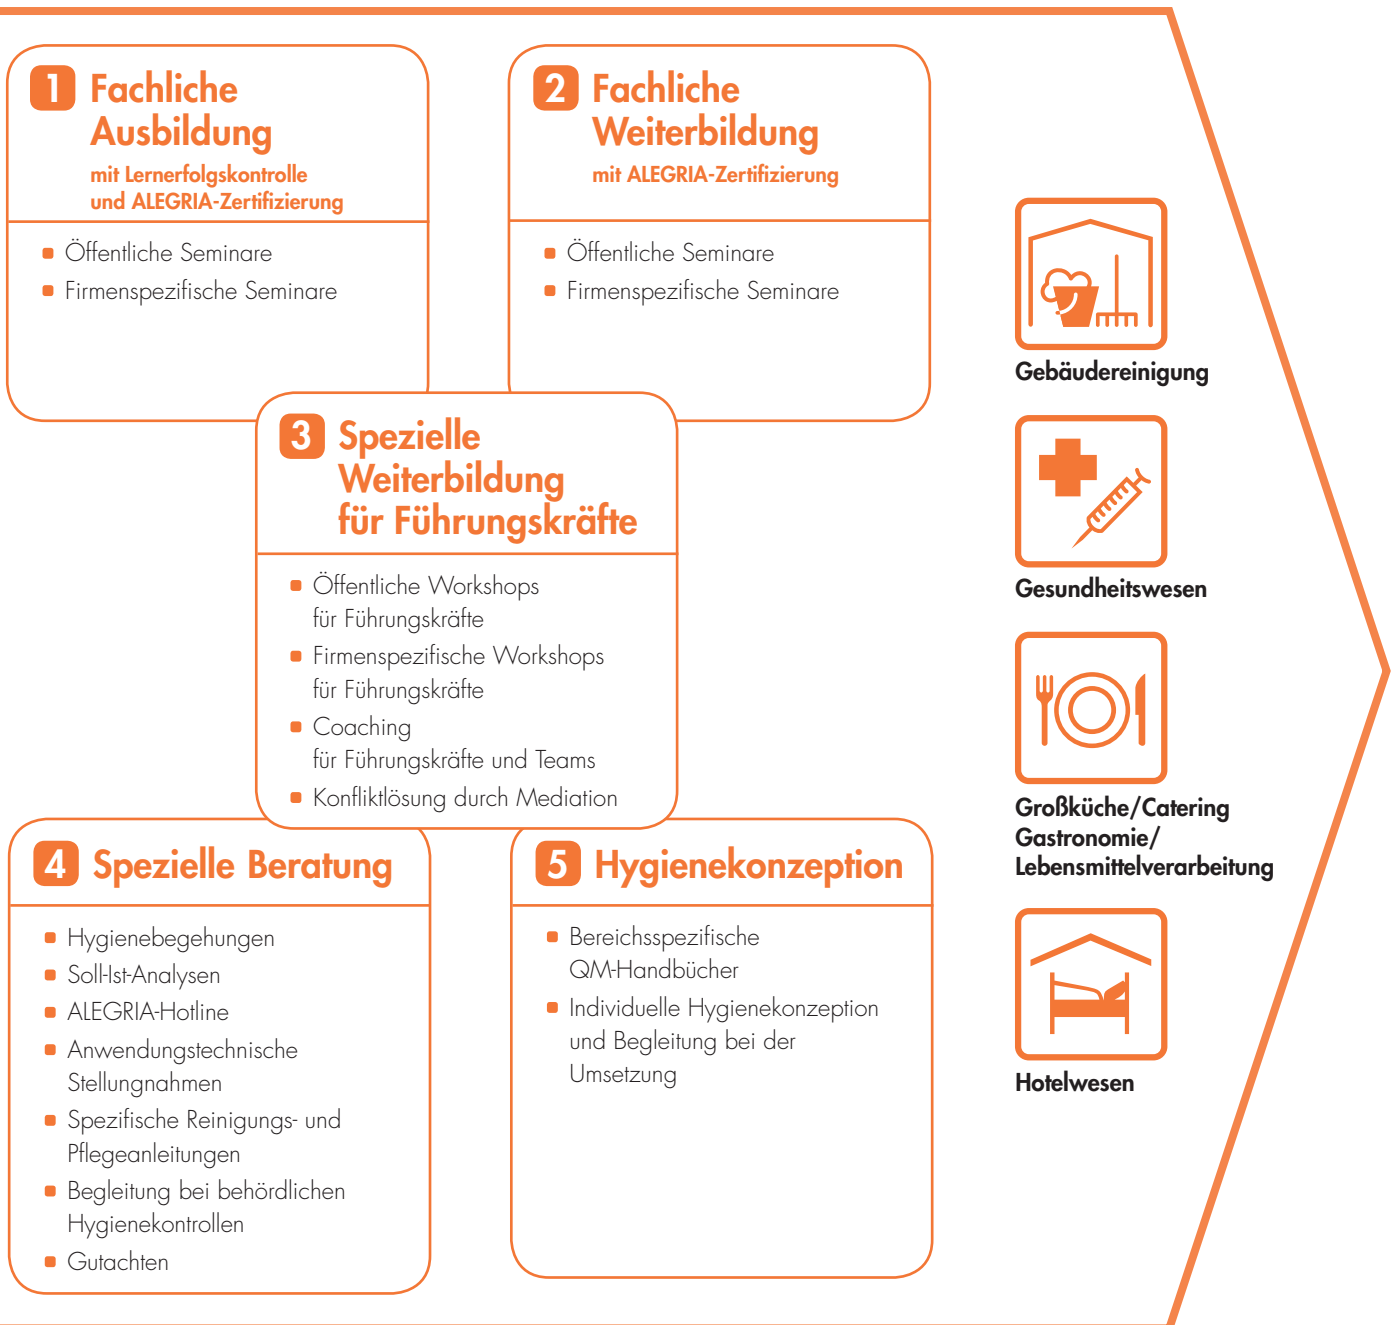 1 Fachliche
Ausbildung
mit Lernerfolgskontrolle
und ALEGRIA-Zertifizierung
Öffentliche Seminare
Firmenspezifische Seminare
2 Fachliche
Weiterbildung
mit ALEGRIA-Zertifizierung
Öffentliche Seminare
Firmenspezifische Seminare
3 Spezielle
Weiterbildung
für Führungskräfte
Öffentliche Workshops
für Führungskräfte
Firmenspezifische Workshops
für Führungskräfte
Coaching
für Führungskräfte und Teams
Konfliktlösung durch Mediation
4 Spezielle Beratung
Hygienebegehungen
Soll-Ist-Analysen
ALEGRIA-Hotline
Anwendungstechnische
Stellungnahmen
Spezifische Reinigungs- und
Pflegeanleitungen
Begleitung bei behördlichen
Hygienekontrollen
Gutachten
5 Hygienekonzeption
Bereichsspezifische
QM-Handbücher
Individuelle Hygienekonzeption
und Begleitung bei der
Umsetzung
Gebäudereinigung
Gesundheitswesen
Großküche/Catering
Gastronomie/
Lebensmittelverarbeitung
Hotelwesen